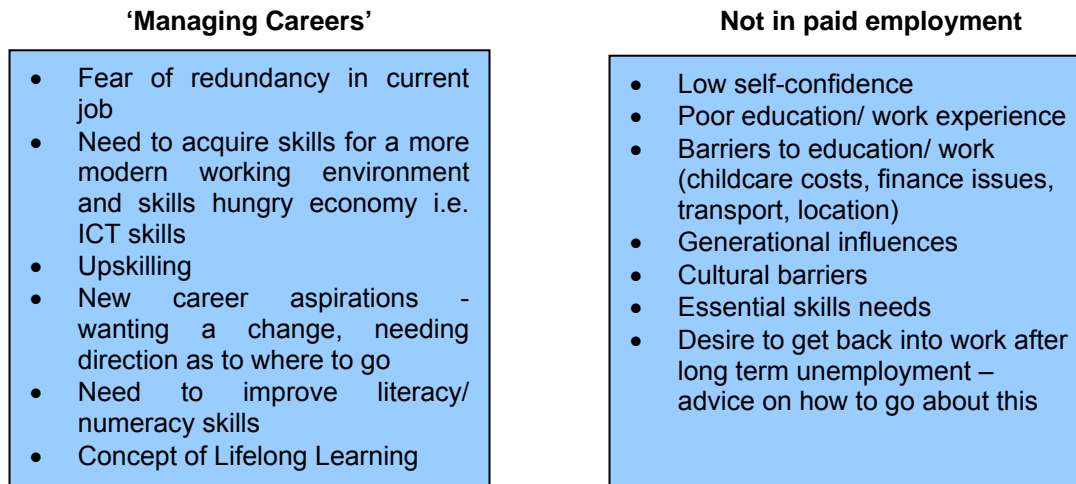 ‘Managing Careers’
• Fear of redundancy in current
job
• Need to acquire skills for a more
modern working environment
and skills hungry economy i.e.
ICT skills
• Upskilling
• New career aspirations -
wanting a change, needing
direction as to where to go
• Need to improve literacy/
numeracy skills
• Concept of Lifelong Learning
Not in paid employment
• Low self-confidence
• Poor education/ work experience
• Barriers to education/ work
(childcare costs, finance issues,
transport, location)
• Generational influences
• Cultural barriers
• Essential skills needs
• Desire to get back into work after
long term unemployment –
advice on how to go about this